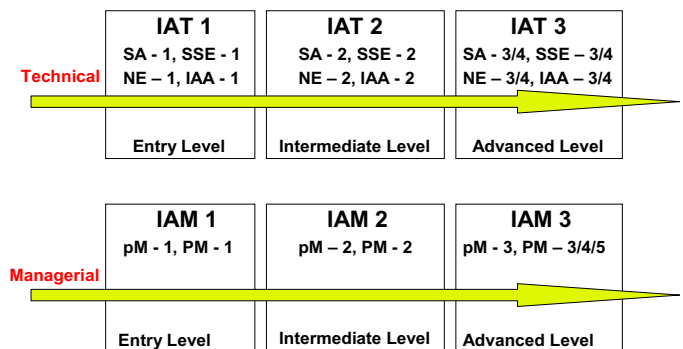 IAT 1
SA - 1, SSE - 1
NE – 1, IAA - 1
Entry Level
IAT 2
SA - 2, SSE - 2
NE – 2, IAA - 2
Intermediate Level
IAT 3
SA - 3/4, SSE – 3/4
NE – 3/4, IAA – 3/4
Advanced Level
Technical
IAM 1
pM - 1, PM - 1
Entry Level
IAM 2
pM – 2, PM - 2
Intermediate Level
IAM 3
pM - 3, PM – 3/4/5
Advanced Level
Managerial